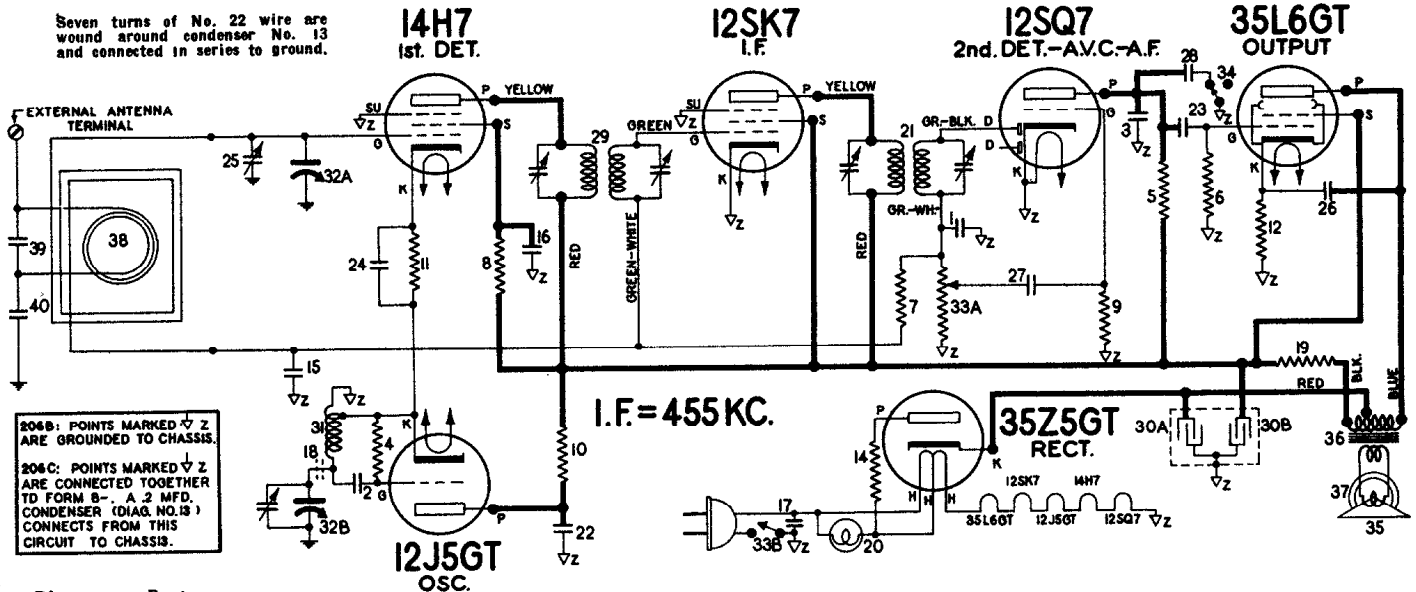 Seven turns of No. 22 wire are
wound around condenser No. 13
and connected in series to ground.
14H7
1st. DET.
12SK7
I.F.
12SQ7
2nd. DET.-A.V.C.-A.F.
35L6GT
OUTPUT
EXTERNAL ANTENNA
TERMINAL
SU
Z
G
P
YELLOW
S
K
25
32A
29
GREEN
SU
Z
G
P
YELLOW
S
K
Z
21
GR.-BLK.
D
D
GR.-WH.
P
G
K
Z
3
Z
28
34
23
G
P
S
K
38
39
40
24
11
8
16
Z
RED
GREEN-WHITE
RED
1
Z
7
33A
Z
27
9
Z
5
6
Z
12
Z
26
15
Z
19
BLK.
BLUE
RED
206B: POINTS MARKED Z
ARE GROUNDED TO CHASSIS.
206C: POINTS MARKED Z
ARE CONNECTED TOGETHER
TO FORM B-. A .2 MFD.
CONDENSER (DIAG. NO.13)
CONNECTS FROM THIS
CIRCUIT TO CHASSIS.
31
Z
18
4
2
32B
K
G
P
10
22
Z
12J5GT
OSC.
I.F.=455 KC.
P
14
K
H
H
H
35Z5GT
RECT.
17
Z
33B
20
12SK7
14H7
35L6GT
12J5GT
12SQ7
Z
30A
30B
Z
36
37
35